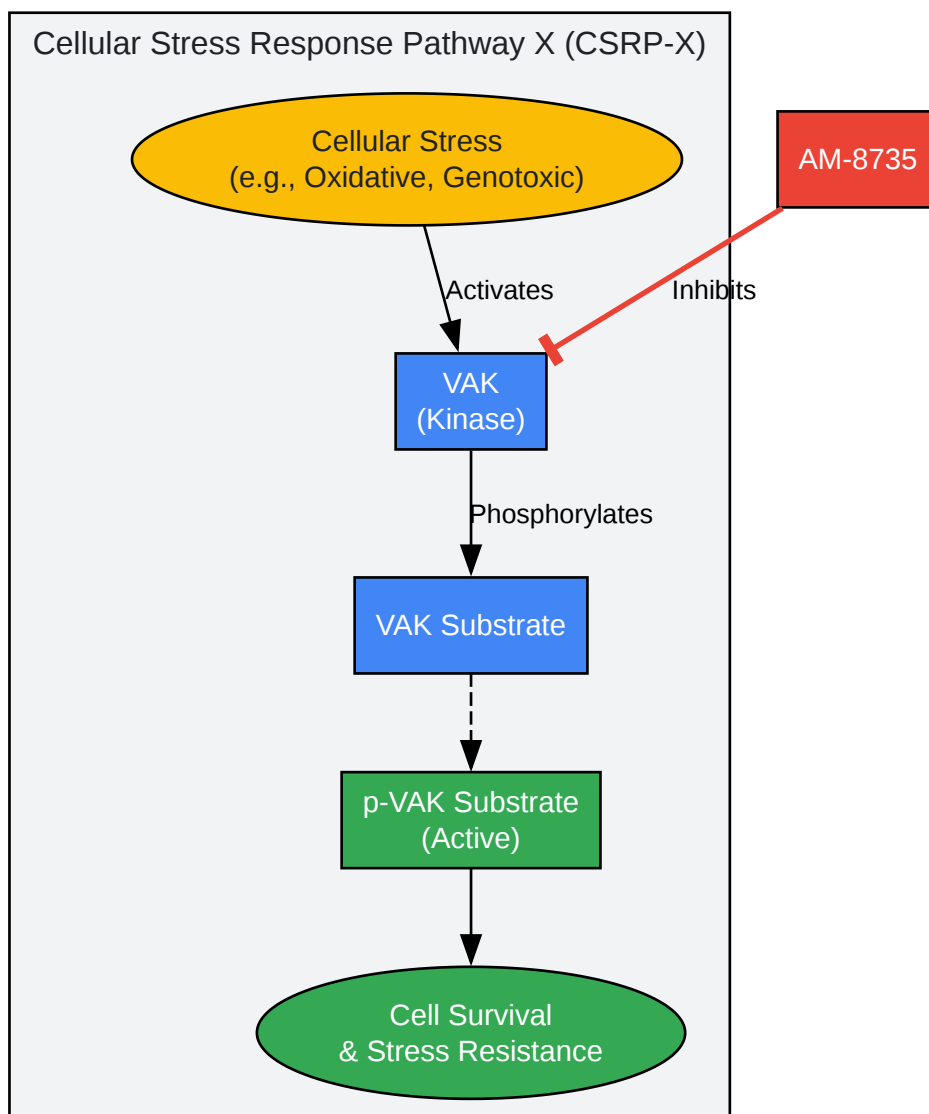 Cellular Stress Response Pathway X (CSRP-X)
Cellular Stress
(e.g., Oxidative, Genotoxic)
AM-8735
Activates
Inhibits
VAK
(Kinase)
Phosphorylates
VAK Substrate
p-VAK Substrate
(Active)
Cell Survival
& Stress Resistance